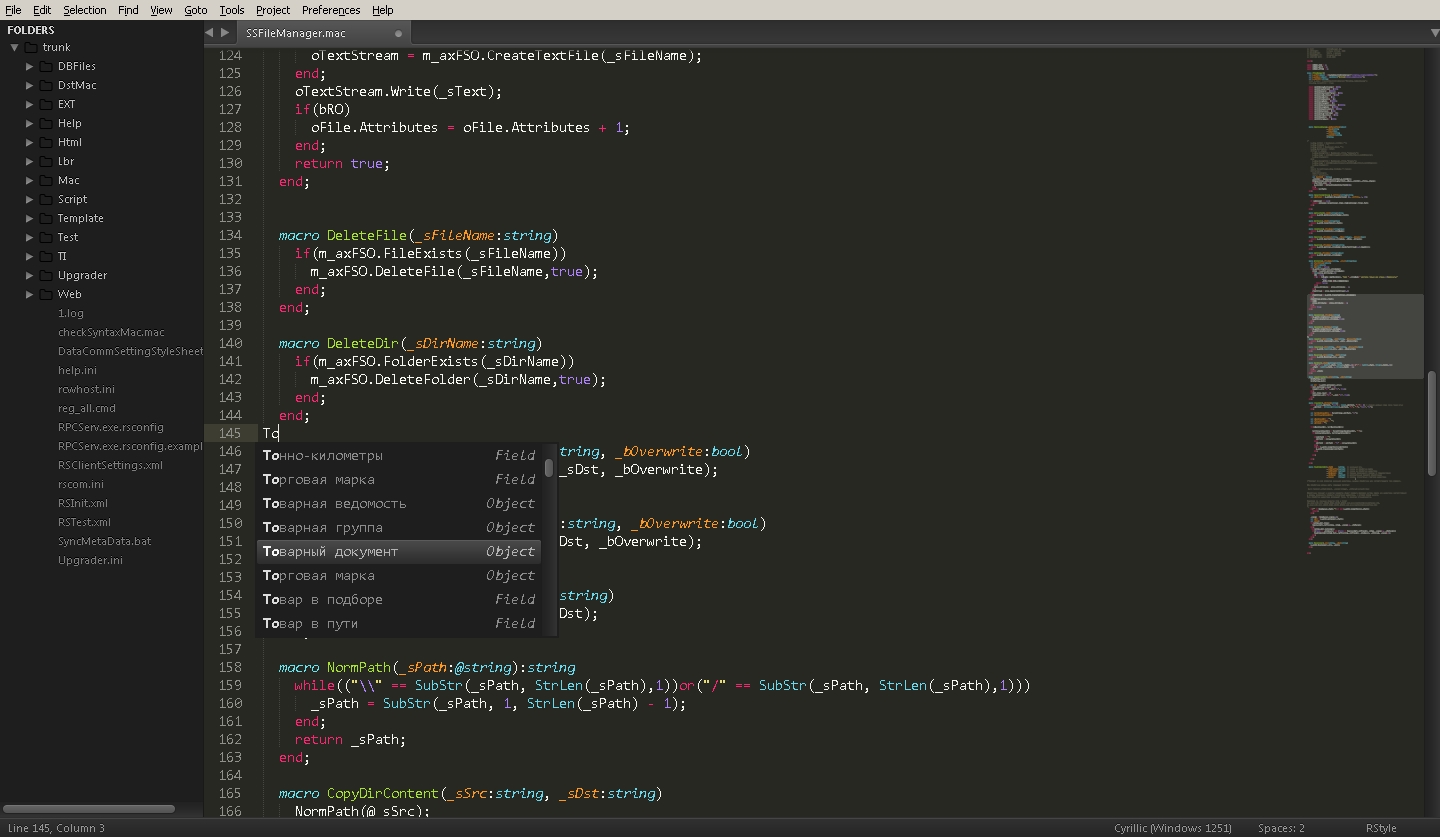 File Edit Selection Find View Goto Tools Project Preferences Help
FOLDERS
trunk
DBFiles
DstMac
EXT
Help
Html
Lbr
Mac
Script
Template
Test
TI
Upgrader
Web
1.log
checkSyntaxMac.mac
DataCommSettingStyleSheet
help.ini
rcwhost.ini
reg_all.cmd
RPCServ.exe.rsconfig
RPCServ.exe.rsconfig.exampl
RSClientSettings.xml
rscom.ini
RSInit.xml
RSTest.xml
SyncMetaData.bat
Upgrader.ini
SSFileManager.mac
124 oTextStream = m_axFSO.CreateTextFile(_sFileName);
125 end;
126 oTextStream.Write(_sText);
127 if(bRO)
128 oFile.Attributes = oFile.Attributes + 1;
129 end;
130 return true;
131 end;
132
133
134 macro DeleteFile(_sFileName:string)
135 if(m_axFSO.FileExists(_sFileName))
136 m_axFSO.DeleteFile(_sFileName,true);
137 end;
138 end;
139
140 macro DeleteDir(_sDirName:string)
141 if(m_axFSO.FolderExists(_sDirName))
142 m_axFSO.DeleteFolder(_sDirName,true);
143 end;
144 end;
145 То
146 tring, _bOverwrite:bool)
147 _sDst, _bOverwrite);
148
149
150 :string, _bOverwrite:bool)
151 Dst, _bOverwrite);
152
153
154 string)
155 Dst);
156
157
158 macro NormPath(_sPath:@string):string
159 while(("\\" == SubStr(_sPath, StrLen(_sPath),1))or("/" == SubStr(_sPath, StrLen(_sPath),1)))
160 _sPath = SubStr(_sPath, 1, StrLen(_sPath) - 1);
161 end;
162 return _sPath;
163 end;
164
165 macro CopyDirContent(_sSrc:string, _sDst:string)
166 NormPath(@_sSrc);
Тонно-километры Field
Торговая марка Field
Товарная ведомость Object
Товарная группа Object
Товарный документ Object
Торговая марка Object
Товар в подборе Field
Товар в пути Field
Line 145, Column 3 Cyrillic (Windows 1251) Spaces: 2 RStyle